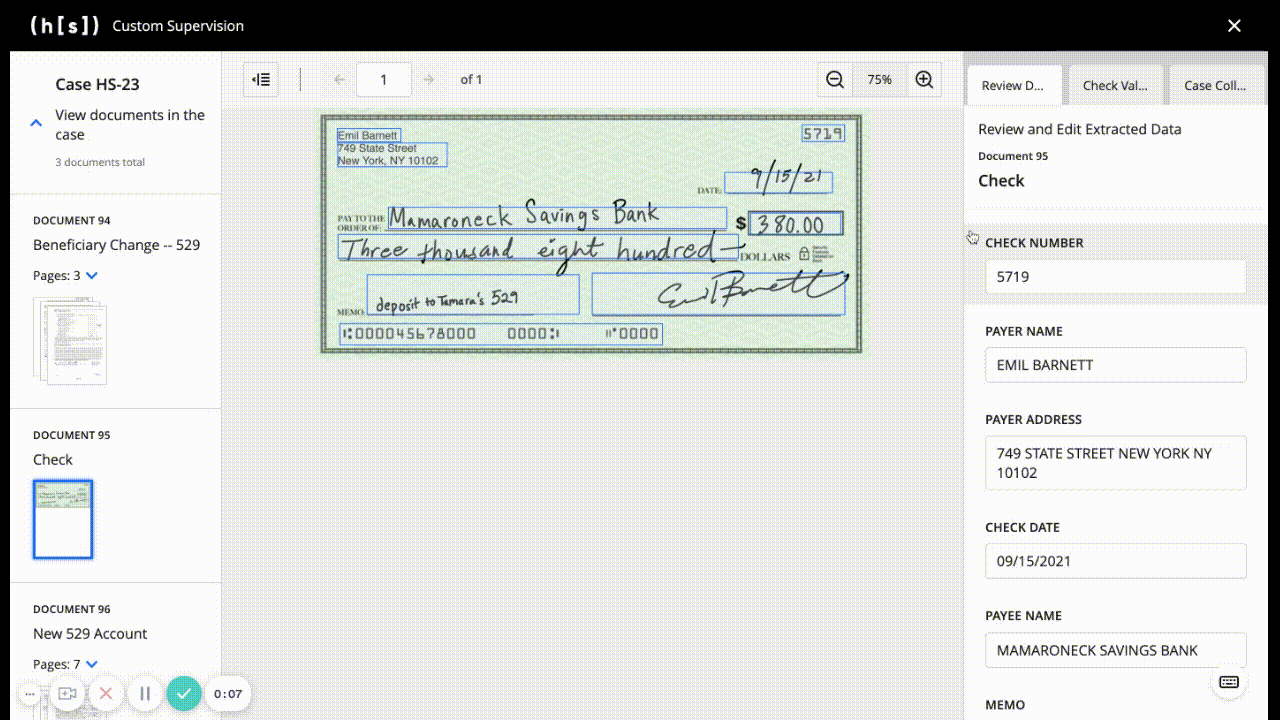 (h[s]) Custom Supervision
Case HS-23
View documents in the
case
3 documents total
DOCUMENT 94
Beneficiary Change -- 529
Pages: 3
DOCUMENT 95
Check
DOCUMENT 96
New 529 Account
Pages: 7
0:07
1 of 1
75%
Emil Barnett
749 State Street
New York, NY 10102
5719
DATE: 9/15/21
PAY TO THE
ORDER OF: Mamaroneck Savings Bank
$ 380.00
Three thousand eight hundred — DOLLARS
MEMO: deposit to Tamara's 529
Emil Barnett
⑆000045678000 0000⑆ ⑈0000
Review D...
Check Val...
Case Coll...
Review and Edit Extracted Data
Document 95
Check
CHECK NUMBER
5719
PAYER NAME
EMIL BARNETT
PAYER ADDRESS
749 STATE STREET NEW YORK NY
10102
CHECK DATE
09/15/2021
PAYEE NAME
MAMARONECK SAVINGS BANK
MEMO